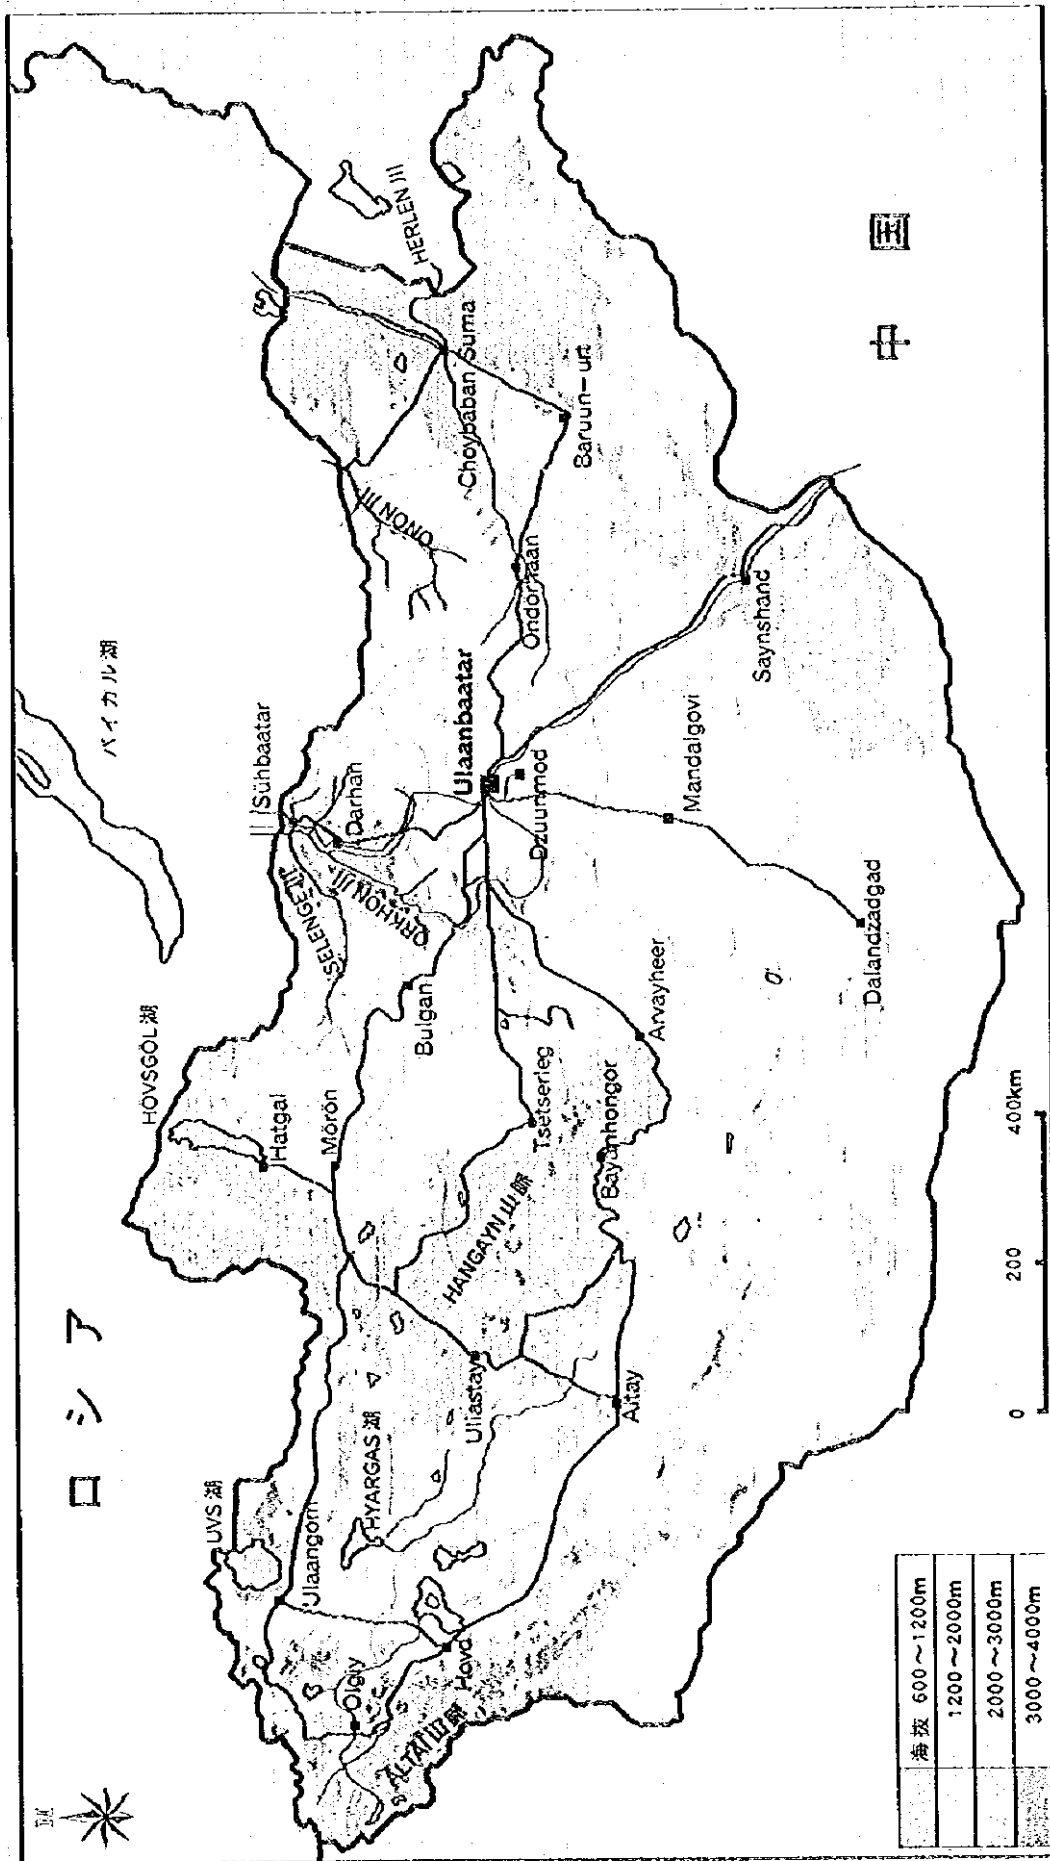 ロシア
バイカル湖
HOVSGÖL湖
UVS湖
Sühbaatar
Darhan
SELENGE川
ORKHON川
ONON川
HERLEN川
Hatgal
Mörön
Ulaangom
HYARGAS湖
Olgiy
Bulgan
Ulaanbaatar
Choybaban Suma
Hovd
ALTAI山脈
Uliastay
HANGAYN山脈
Tsetserleg
Dzuunmod
Ondörhaan
Baruun-urt
Bayanhongor
Altay
Arvayheer
Mandalgovi
Saynshand
Dalandzadgad
中国
海抜 600～1200m
1200～2000m
2000～3000m
3000～4000m
0 200 400km